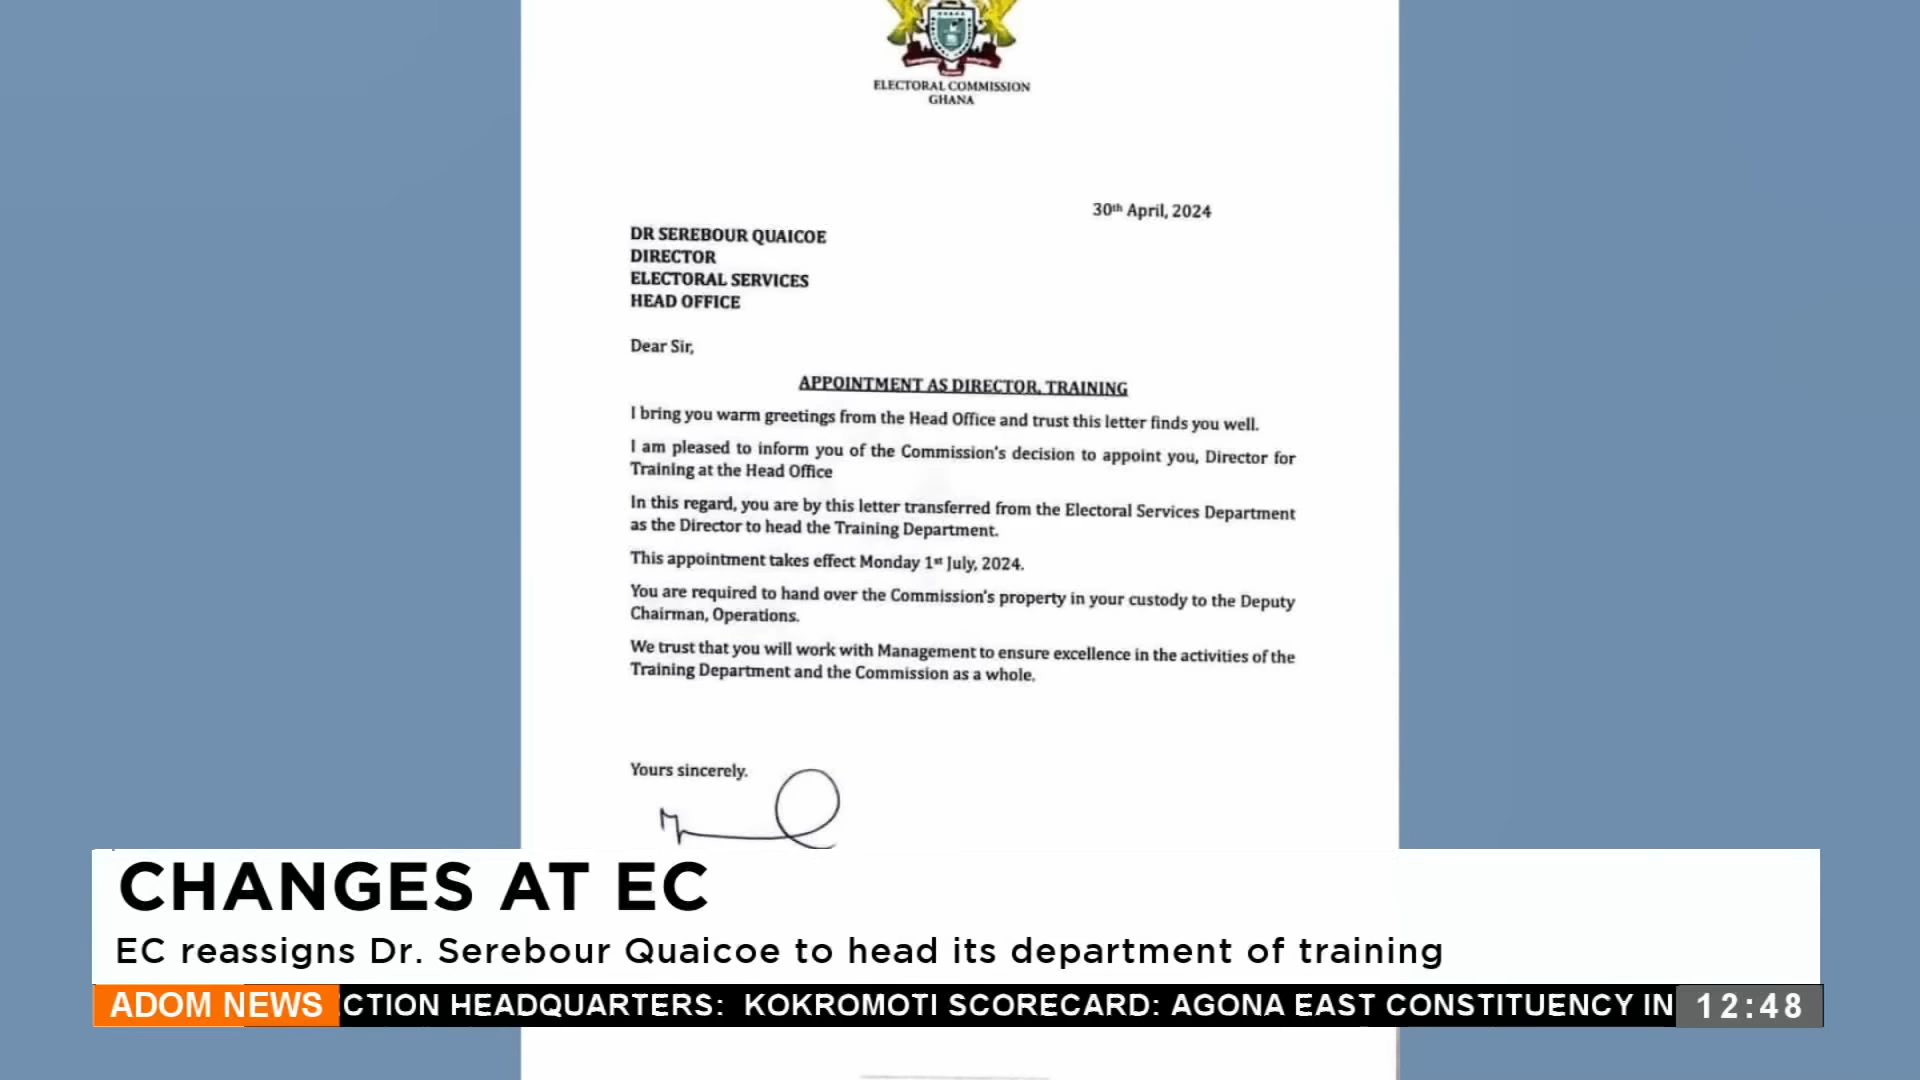 ELECTORAL COMMISSION
GHANA
30th April, 2024
DR SEREBOUR QUAICOE
DIRECTOR
ELECTORAL SERVICES
HEAD OFFICE
Dear Sir,
APPOINTMENT AS DIRECTOR, TRAINING
I bring you warm greetings from the Head Office and trust this letter finds you well.
I am pleased to inform you of the Commission's decision to appoint you, Director for
Training at the Head Office
In this regard, you are by this letter transferred from the Electoral Services Department
as the Director to head the Training Department.
This appointment takes effect Monday 1st July, 2024.
You are required to hand over the Commission's property in your custody to the Deputy
Chairman, Operations.
We trust that you will work with Management to ensure excellence in the activities of the
Training Department and the Commission as a whole.
Yours sincerely.
CHANGES AT EC
EC reassigns Dr. Serebour Quaicoe to head its department of training
ADOM NEWS CTION HEADQUARTERS: KOKROMOTI SCORECARD: AGONA EAST CONSTITUENCY IN 12:48